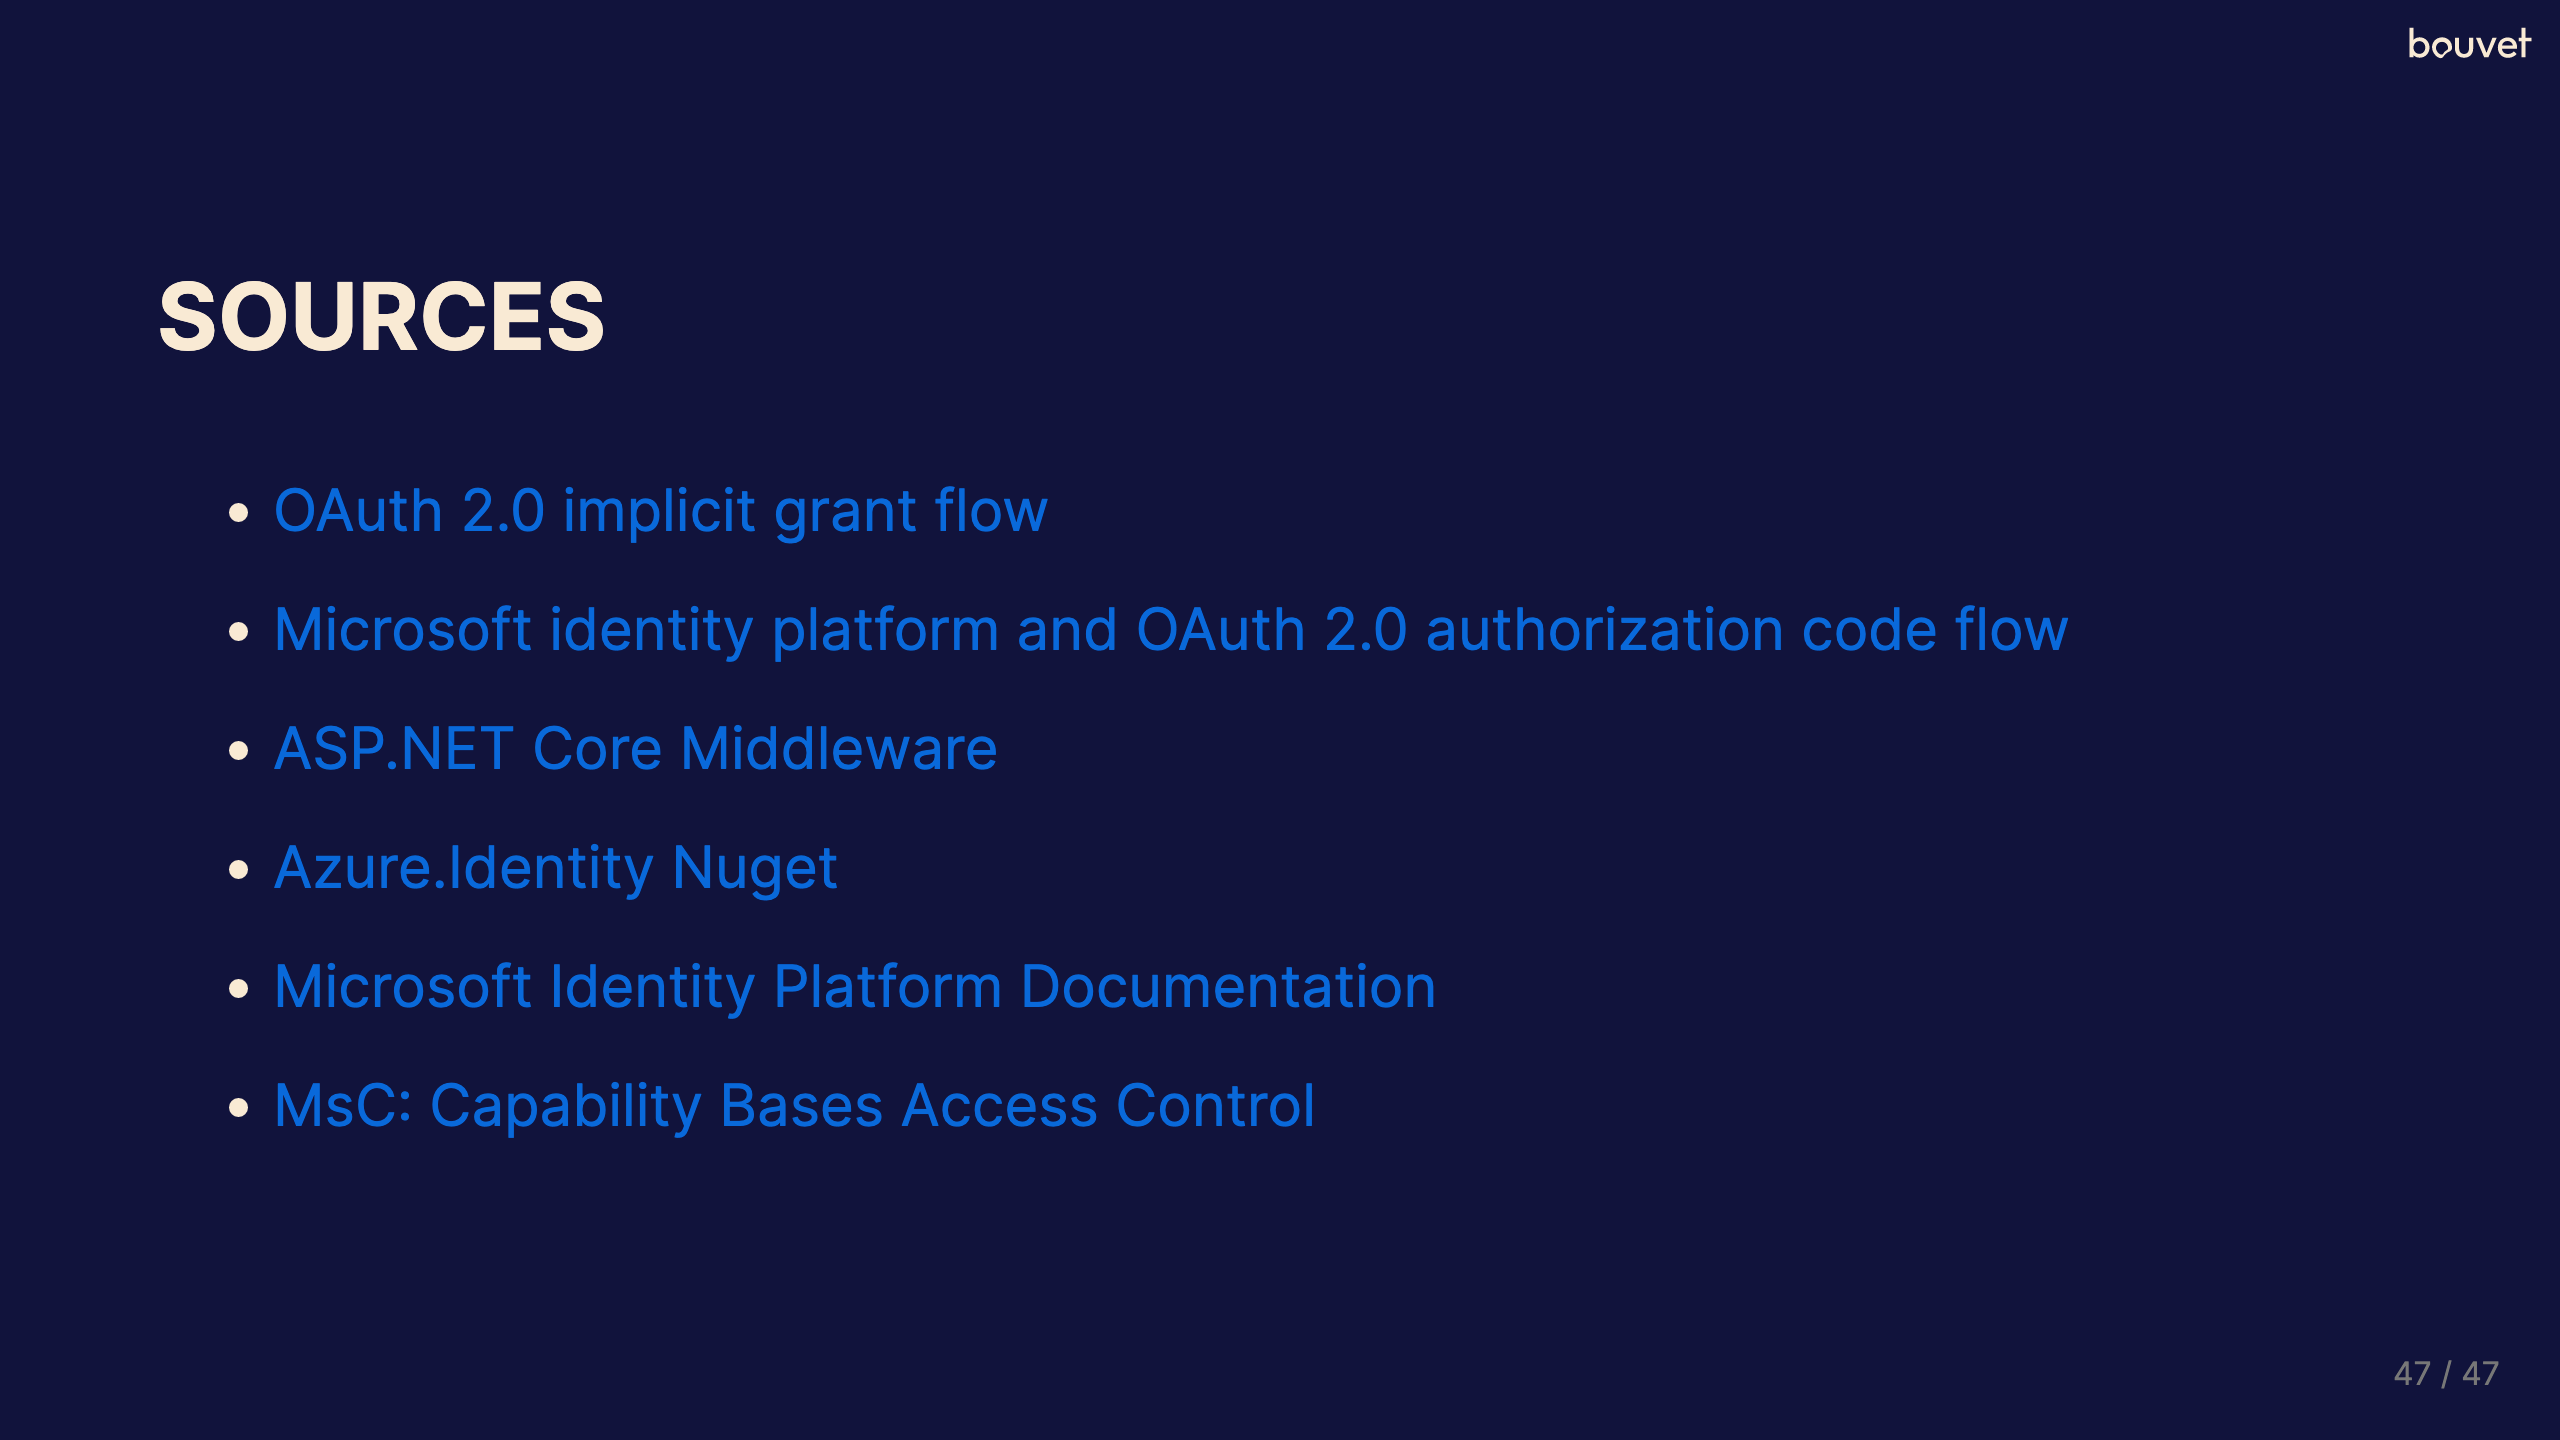 bouvet
SOURCES
• OAuth 2.0 implicit grant flow
• Microsoft identity platform and OAuth 2.0 authorization code flow
• ASP.NET Core Middleware
• Azure.Identity Nuget
• Microsoft Identity Platform Documentation
• MsC: Capability Bases Access Control
47 / 47